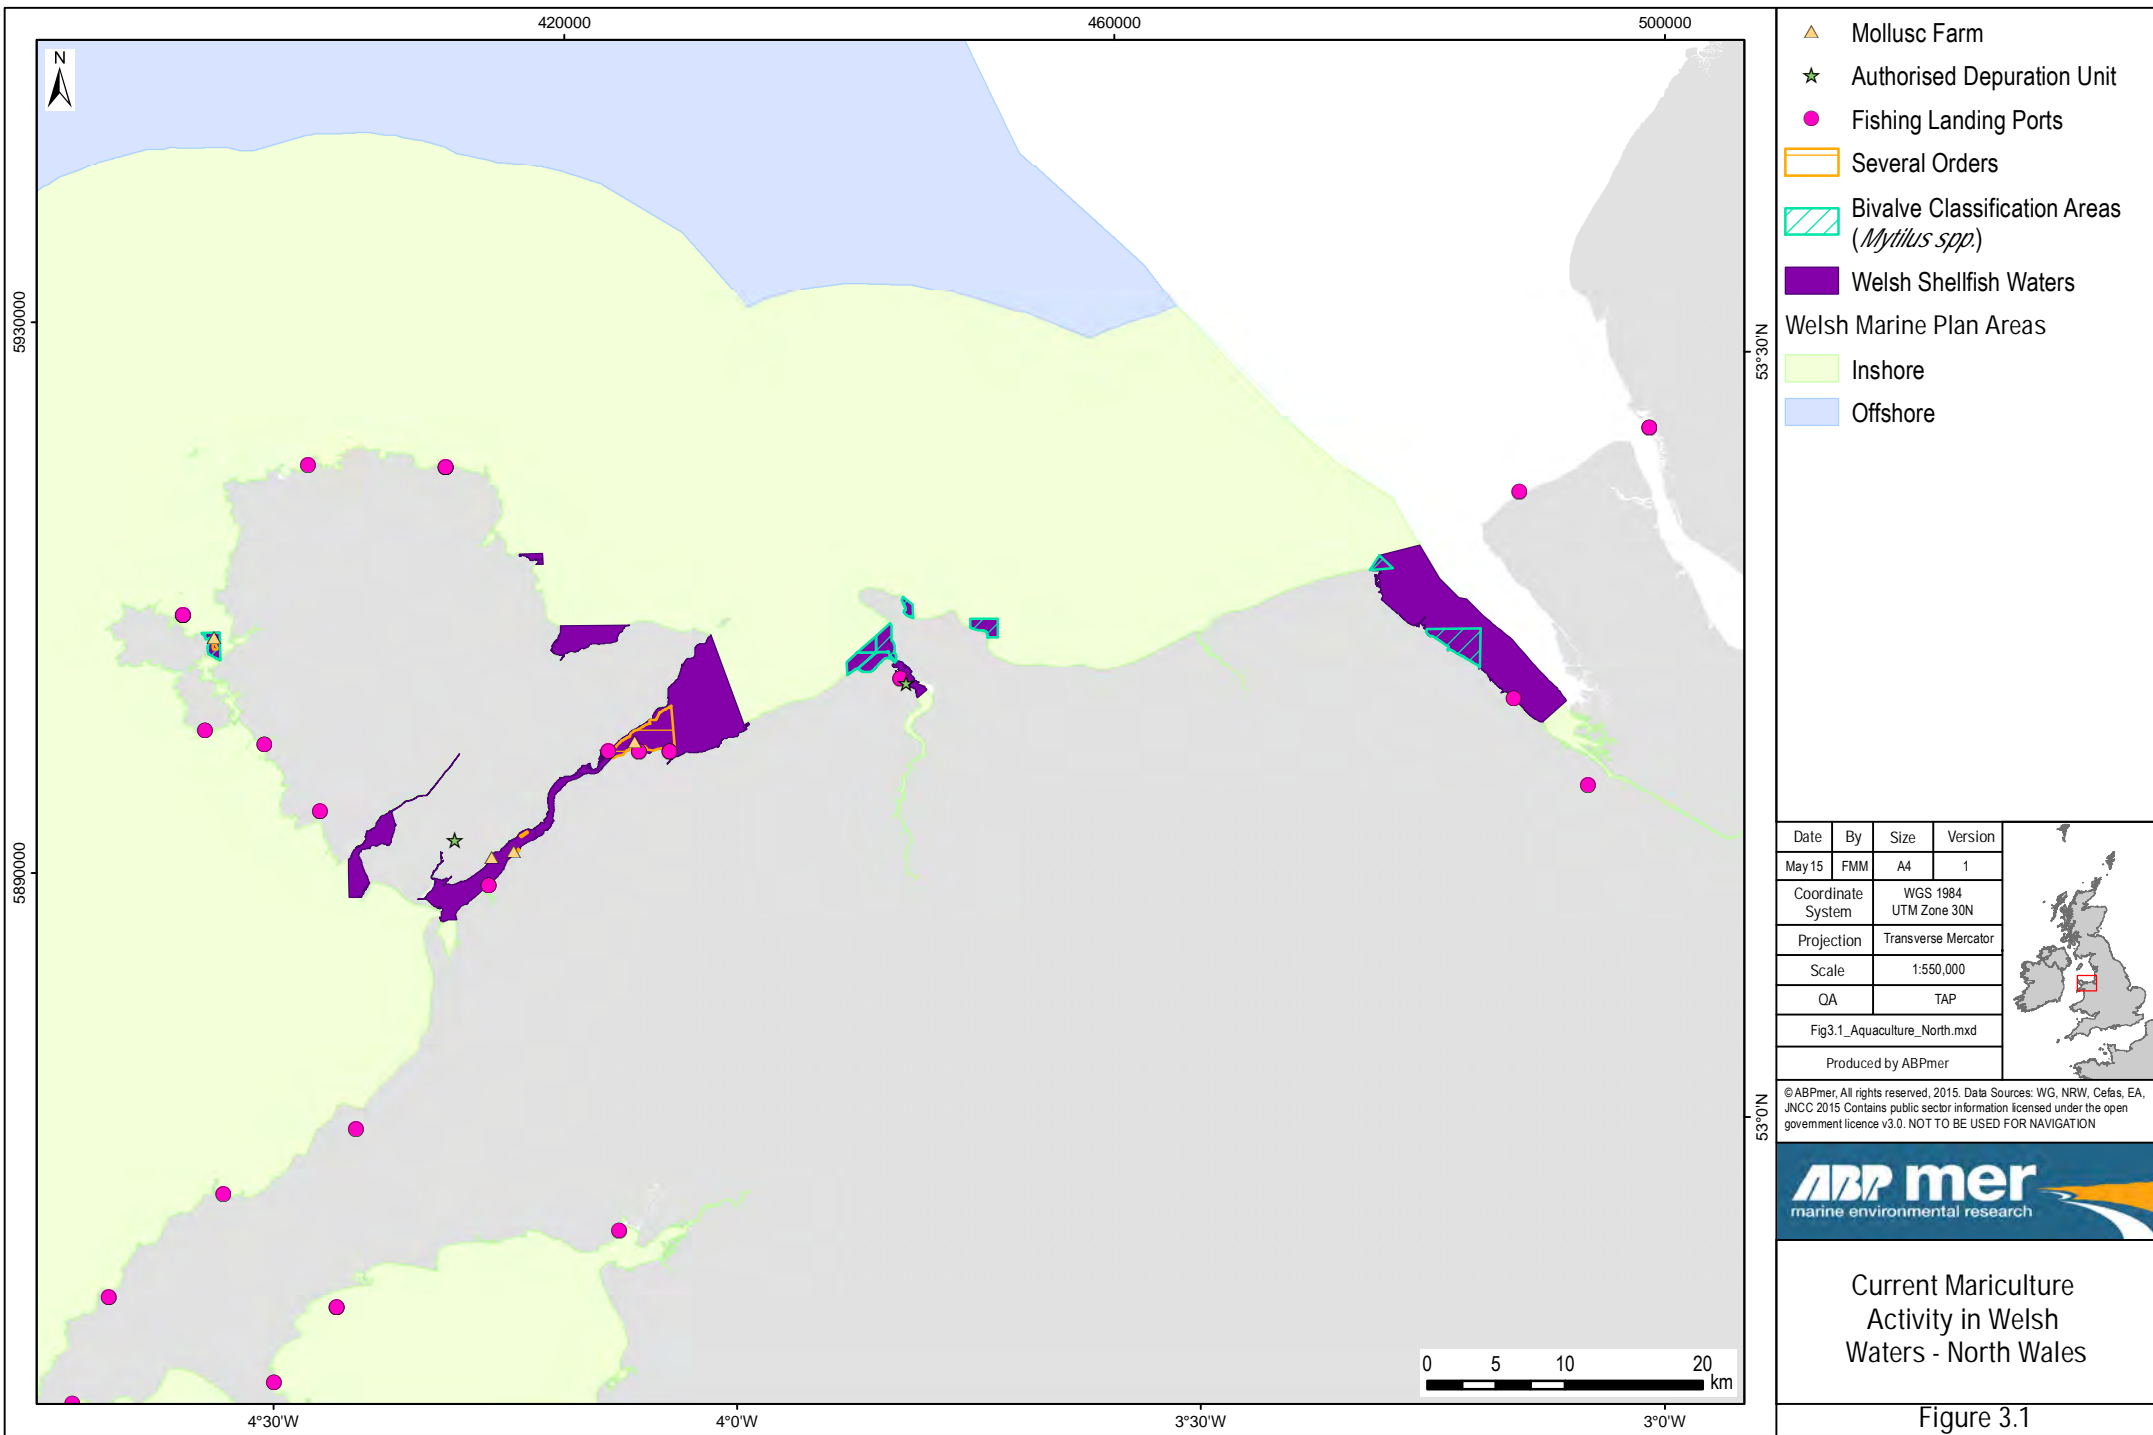 420000
460000
500000
N
5930000
5890000
53°30'N
53°0'N
4°30'W
4°0'W
3°30'W
3°0'W
0 5 10 20
km
Mollusc Farm
Authorised Depuration Unit
Fishing Landing Ports
Several Orders
Bivalve Classification Areas
(Mytilus spp.)
Welsh Shellfish Waters
Welsh Marine Plan Areas
Inshore
Offshore
Date By Size Version
May 15 FMM A4 1
Coordinate System WGS 1984 UTM Zone 30N
Projection Transverse Mercator
Scale 1:550,000
QA TAP
Fig3.1_Aquaculture_North.mxd
Produced by ABPmer
© ABPmer, All rights reserved, 2015. Data Sources: WG, NRW, Cefas, EA,
JNCC 2015 Contains public sector information licensed under the open
government licence v3.0. NOT TO BE USED FOR NAVIGATION
ABP mer
marine environmental research
Current Mariculture
Activity in Welsh
Waters - North Wales
Figure 3.1